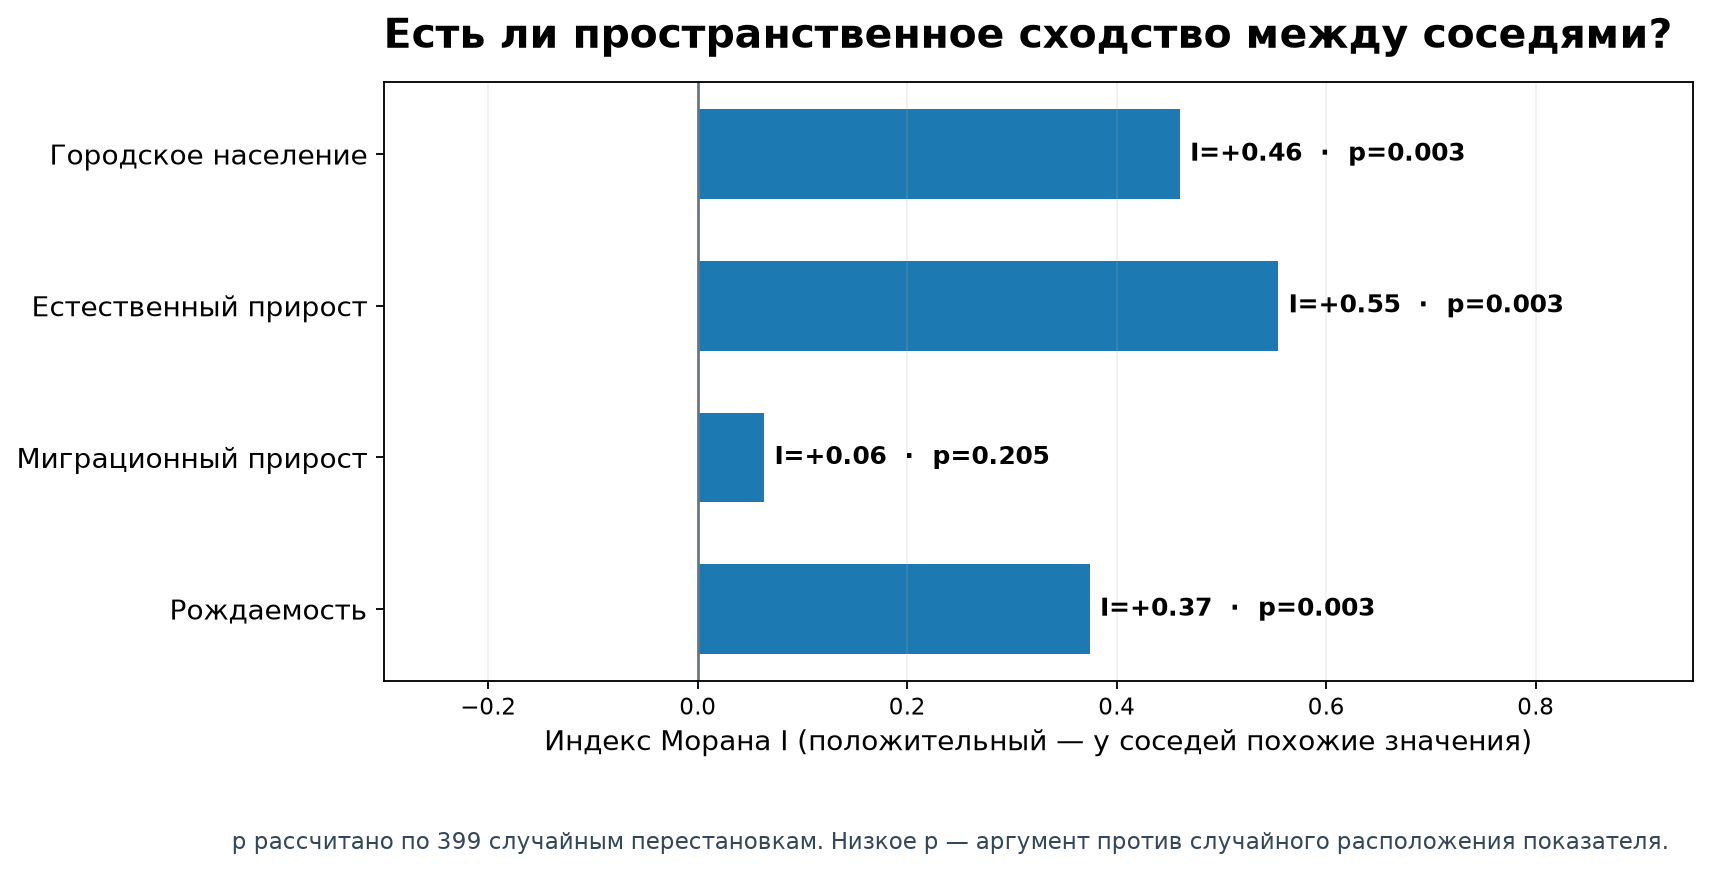 Есть ли пространственное сходство между соседями?
Городское население
I=+0.46 · p=0.003
Естественный прирост
I=+0.55 · p=0.003
Миграционный прирост
I=+0.06 · p=0.205
Рождаемость
I=+0.37 · p=0.003
−0.2 0.0 0.2 0.4 0.6 0.8
Индекс Морана I (положительный — у соседей похожие значения)
p рассчитано по 399 случайным перестановкам. Низкое p — аргумент против случайного расположения показателя.